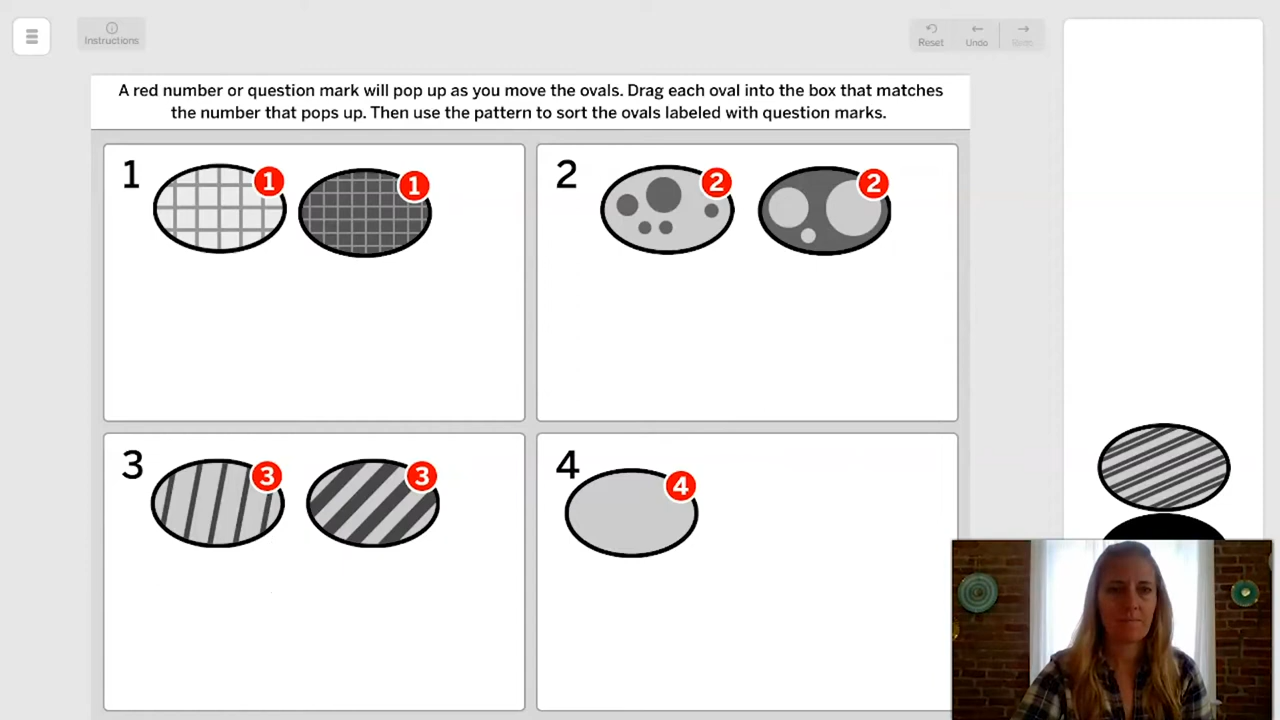 Instructions
Reset
Undo
Redo
A red number or question mark will pop up as you move the ovals. Drag each oval into the box that matches
the number that pops up. Then use the pattern to sort the ovals labeled with question marks.
1
1
1
2
2
2
3
3
3
4
4